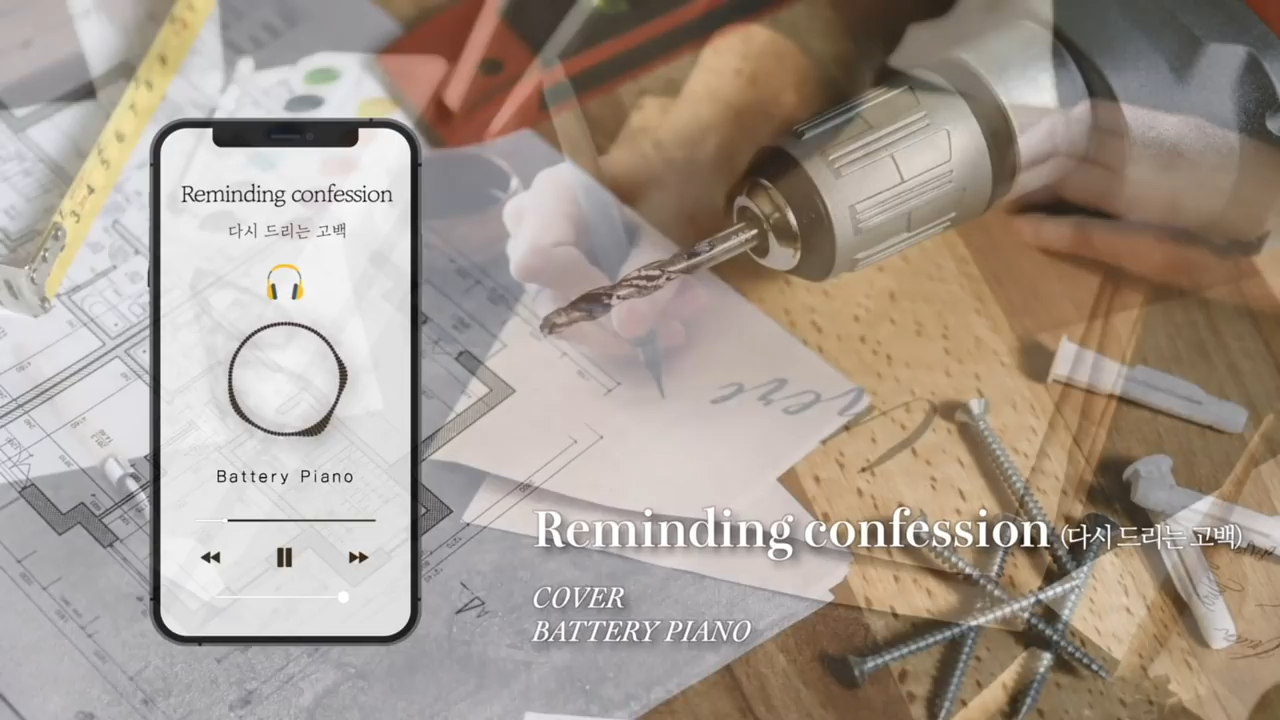 Reminding confession
다시 드리는 고백
Battery Piano
Reminding confession (다시 드리는 고백)
COVER
BATTERY PIANO